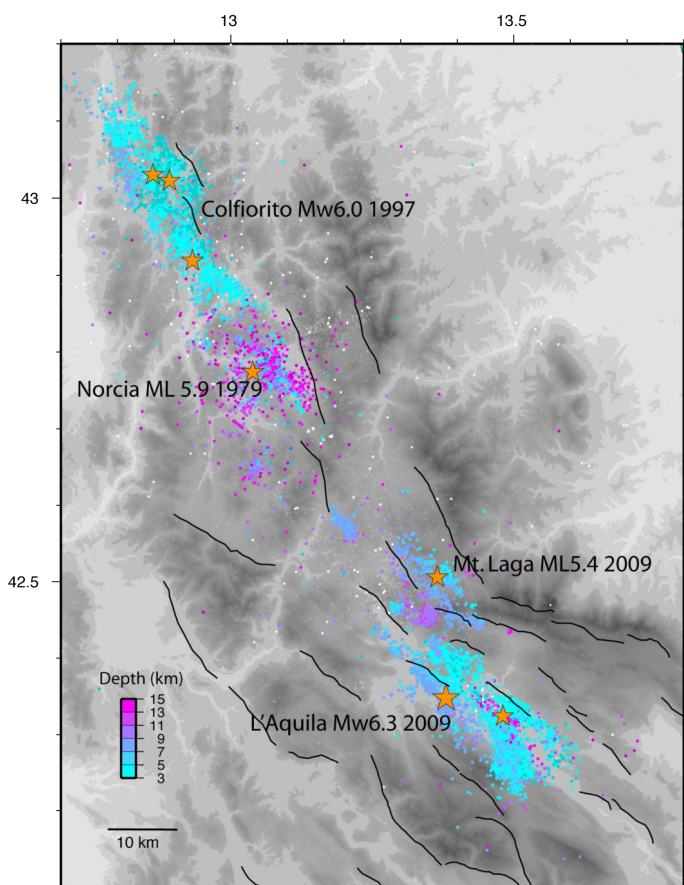 13 13.5
43
Colfiorito Mw6.0 1997
Norcia ML 5.9 1979
Mt. Laga ML5.4 2009
42.5
Depth (km)
15
13
11
9
7
5
3
L'Aquila Mw6.3 2009
10 km